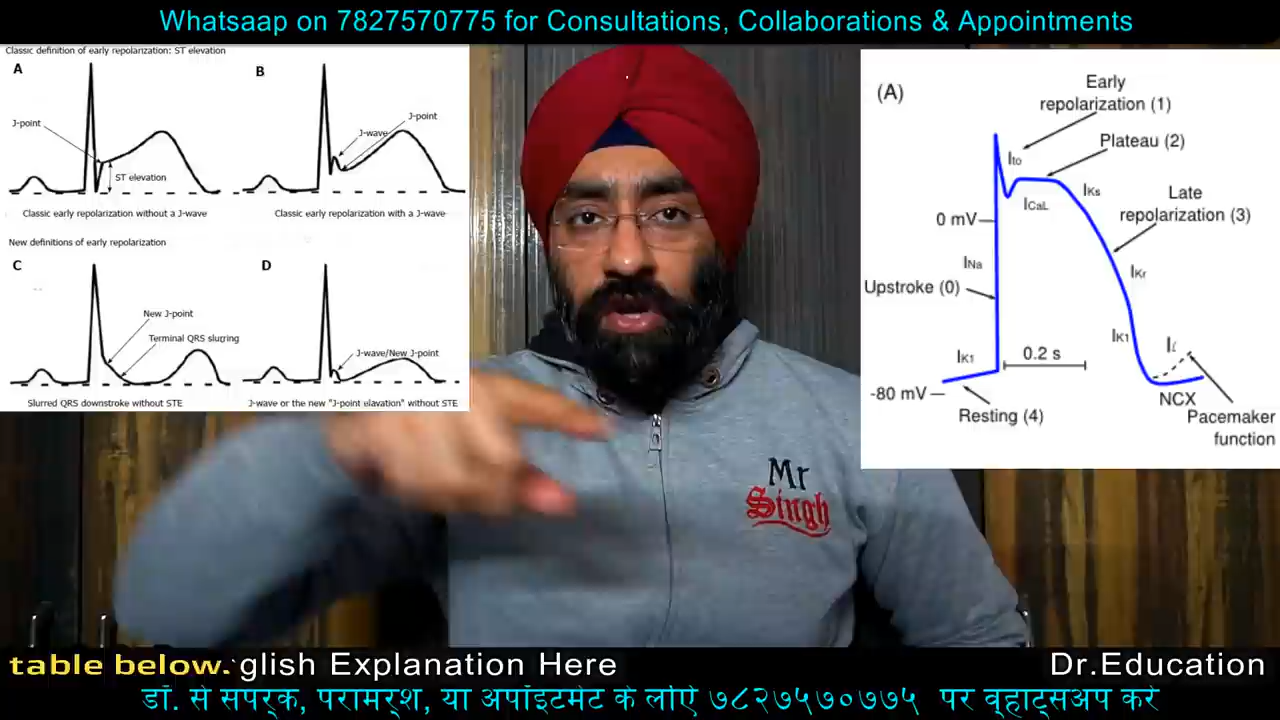 Whatsaap on 7827570775 for Consultations, Collaborations & Appointments
Classic definition of early repolarization: ST elevation
A
J-point
ST elevation
Classic early repolarization without a J-wave
B
J-point
J-wave
Classic early repolarization with a J-wave
New definitions of early repolarization
C
New J-point
Terminal QRS slurring
Slurred QRS downstroke without STE
D
J-wave/New J-point
J-wave or the new "J-point elavation" without STE
(A)
Early
repolarization (1)
Plateau (2)
Ito
IKs
ICaL
Late
repolarization (3)
0 mV
INa
IKr
Upstroke (0)
IK1
0.2 s
IK1
-80 mV
Resting (4)
NCX
Pacemaker
function
Mr
Singh
table below.
glish Explanation Here
Dr.Education
डॉ. से संपर्क, परामर्श, या अपॉइंटमेंट के लिए ७८२७५७०७७५ पर व्हाट्सअप करें